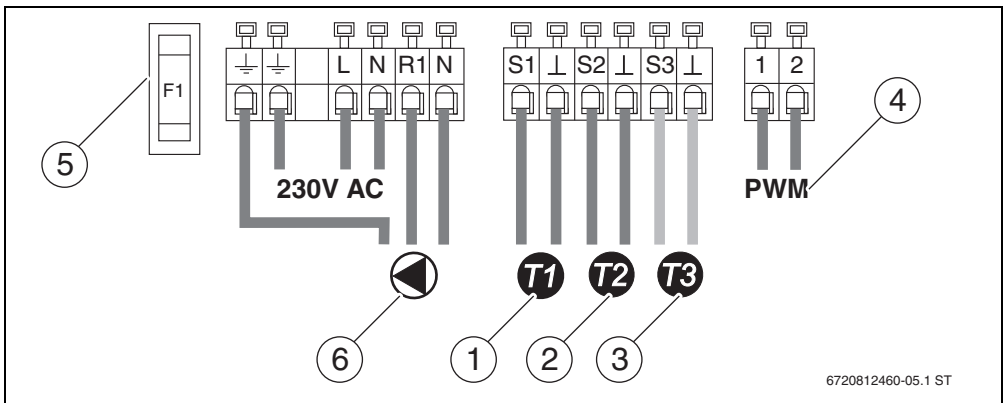 F1
L N R1 N
S1 ⊥ S2 ⊥ S3 ⊥
1 2
230V AC
PWM
4
5
T1 T2 T3
6 1 2 3
6720812460-05.1 ST